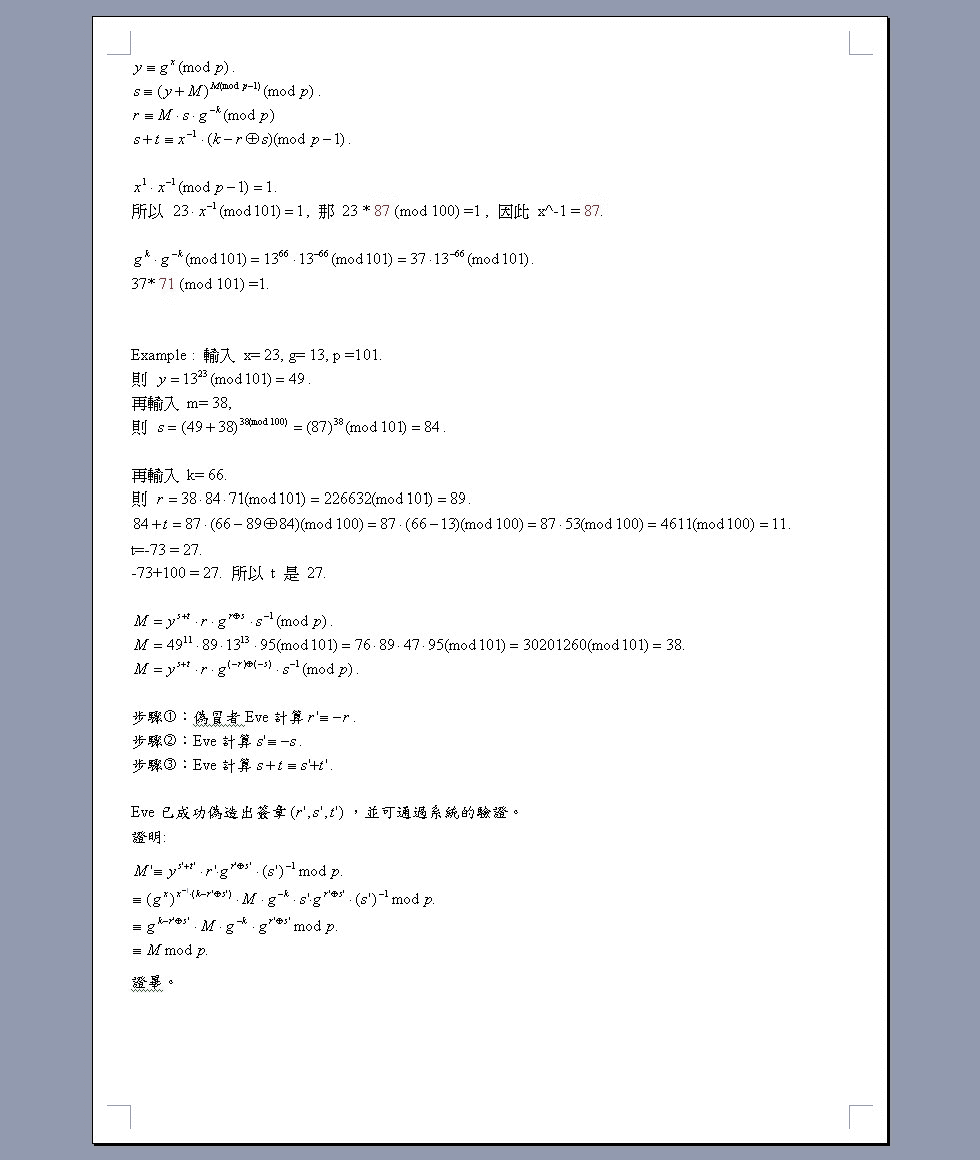 y ≡ g^x (mod p) .
s ≡ (y + M)^{M(mod p−1)} (mod p) .
r ≡ M · s · g^{−k} (mod p)
s + t ≡ x^{−1} · (k − r ⊕ s)(mod p − 1) .
x^1 · x^{−1} (mod p − 1) = 1.
所以 23 · x^{−1} (mod 101) = 1 , 那 23 * 87 (mod 100) =1 , 因此 x^-1 = 87.
g^k · g^{−k} (mod 101) = 13^{66} · 13^{−66} (mod 101) = 37 · 13^{−66} (mod 101).
37* 71 (mod 101) =1.
Example : 輸入 x= 23, g= 13, p =101.
則 y = 13^{23} (mod 101) = 49 .
再輸入 m= 38,
則 s = (49 + 38)^{38(mod 100)} = (87)^{38} (mod 101) = 84 .
再輸入 k= 66.
則 r = 38 · 84 · 71(mod 101) = 226632(mod 101) = 89 .
84 + t = 87 · (66 − 89 ⊕ 84)(mod 100) = 87 · (66 − 13)(mod 100) = 87 · 53(mod 100) = 4611(mod 100) = 11 .
t=-73 = 27.
-73+100 = 27. 所以 t 是 27.
M = y^{s+t} · r · g^{r⊕s} · s^{−1} (mod p) .
M = 49^{11} · 89 · 13^{13} · 95(mod 101) = 76 · 89 · 47 · 95(mod 101) = 30201260(mod 101) = 38.
M = y^{s+t} · r · g^{(−r)⊕(−s)} · s^{−1} (mod p) .
步驟①：偽冒者 Eve 計算 r'≡ −r .
步驟②：Eve 計算 s'≡ −s .
步驟③：Eve 計算 s + t ≡ s'+t' .
Eve 已成功偽造出簽章 (r', s', t') ，並可通過系統的驗證。
證明:
M'≡ y^{s'+t'} · r'·g^{r'⊕s'} · (s')^{−1} mod p.
≡ (g^x)^{x^{−1}·(k−r'⊕s')} · M · g^{−k} · s'·g^{r'⊕s'} · (s')^{−1} mod p.
≡ g^{k−r'⊕s'} · M · g^{−k} · g^{r'⊕s'} mod p.
≡ M mod p.
證畢。